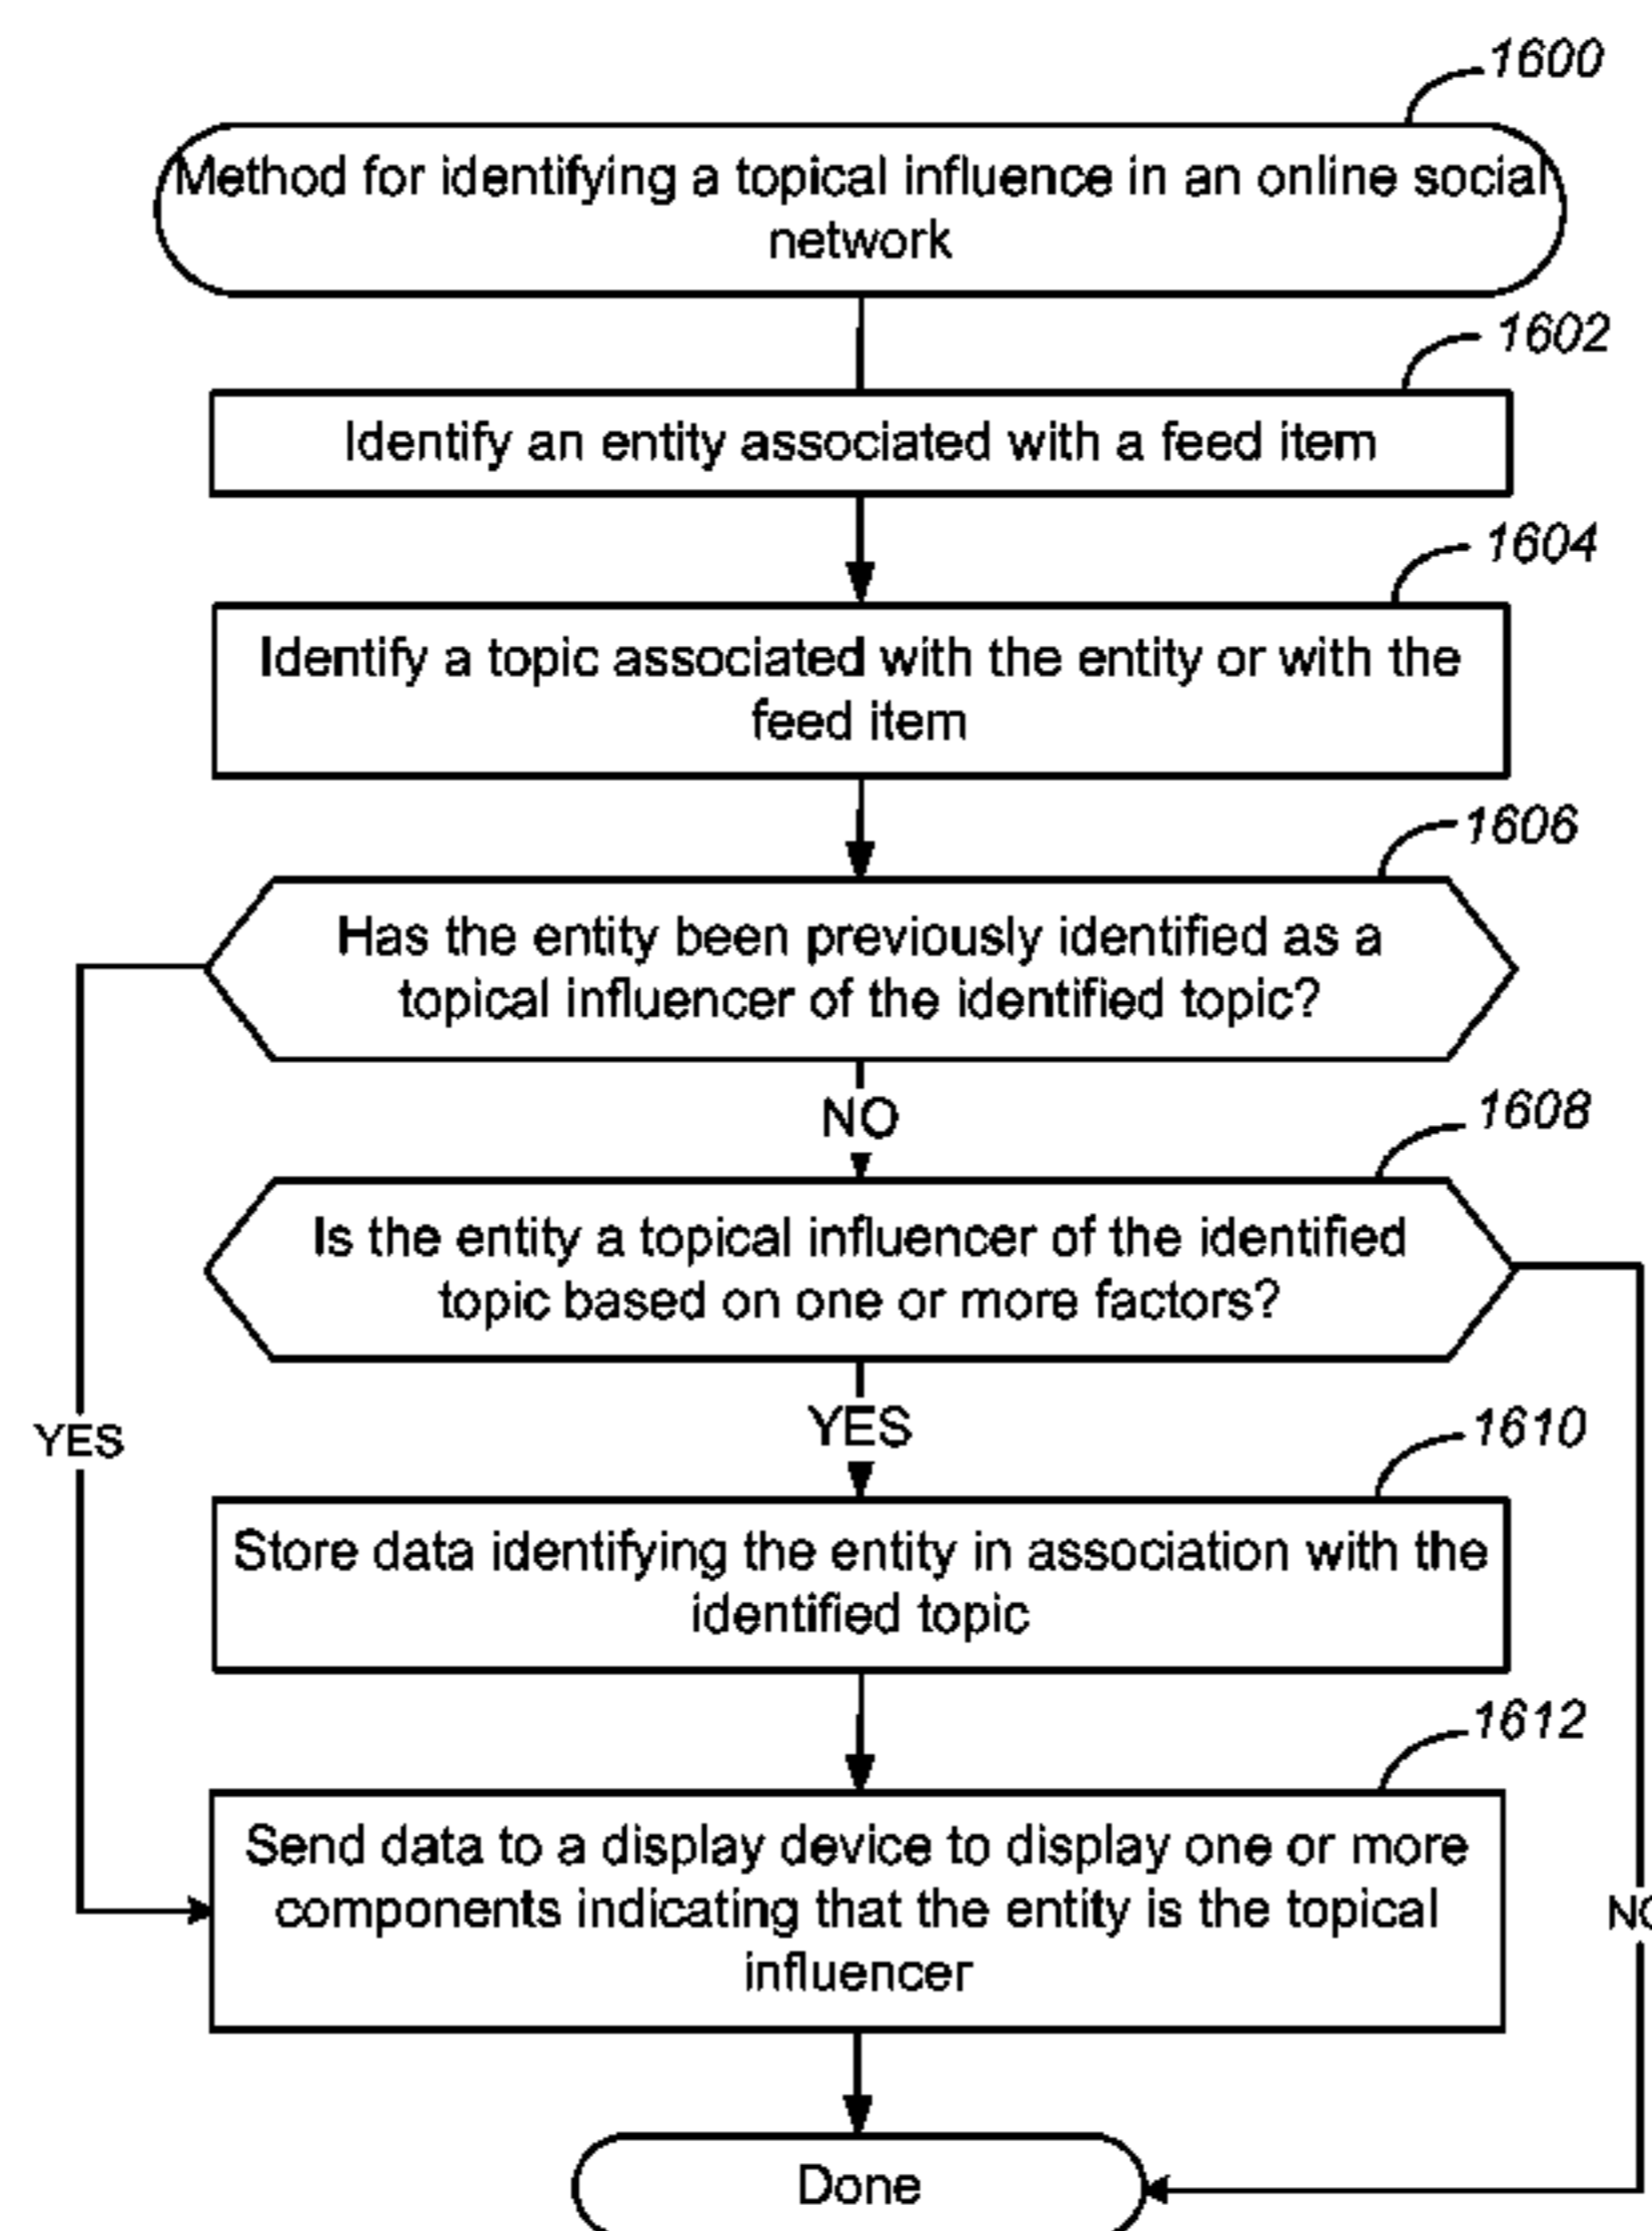 1600
Method for identifying a topical influence in an online social
network
1602
Identify an entity associated with a feed item
1604
Identify a topic associated with the entity or with the
feed item
1606
Has the entity been previously identified as a
topical influencer of the identified topic?
NO
1608
Is the entity a topical influencer of the identified
topic based on one or more factors?
YES
YES
1610
Store data identifying the entity in association with the
identified topic
1612
Send data to a display device to display one or more
components indicating that the entity is the topical
influencer
NO
Done